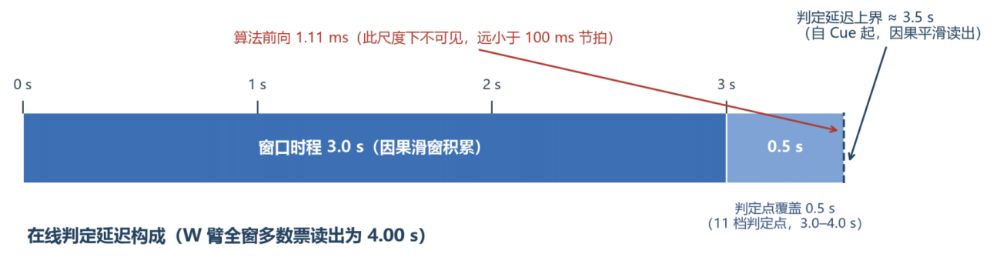 判定延迟上界 ≈ 3.5 s
（自 Cue 起，因果平滑读出）
算法前向 1.11 ms（此尺度下不可见，远小于 100 ms 节拍）
0 s
1 s
2 s
3 s
窗口时程 3.0 s（因果滑窗积累）
0.5 s
判定点覆盖 0.5 s
（11 档判定点，3.0–4.0 s）
在线判定延迟构成（W 臂全窗多数票读出为 4.00 s）